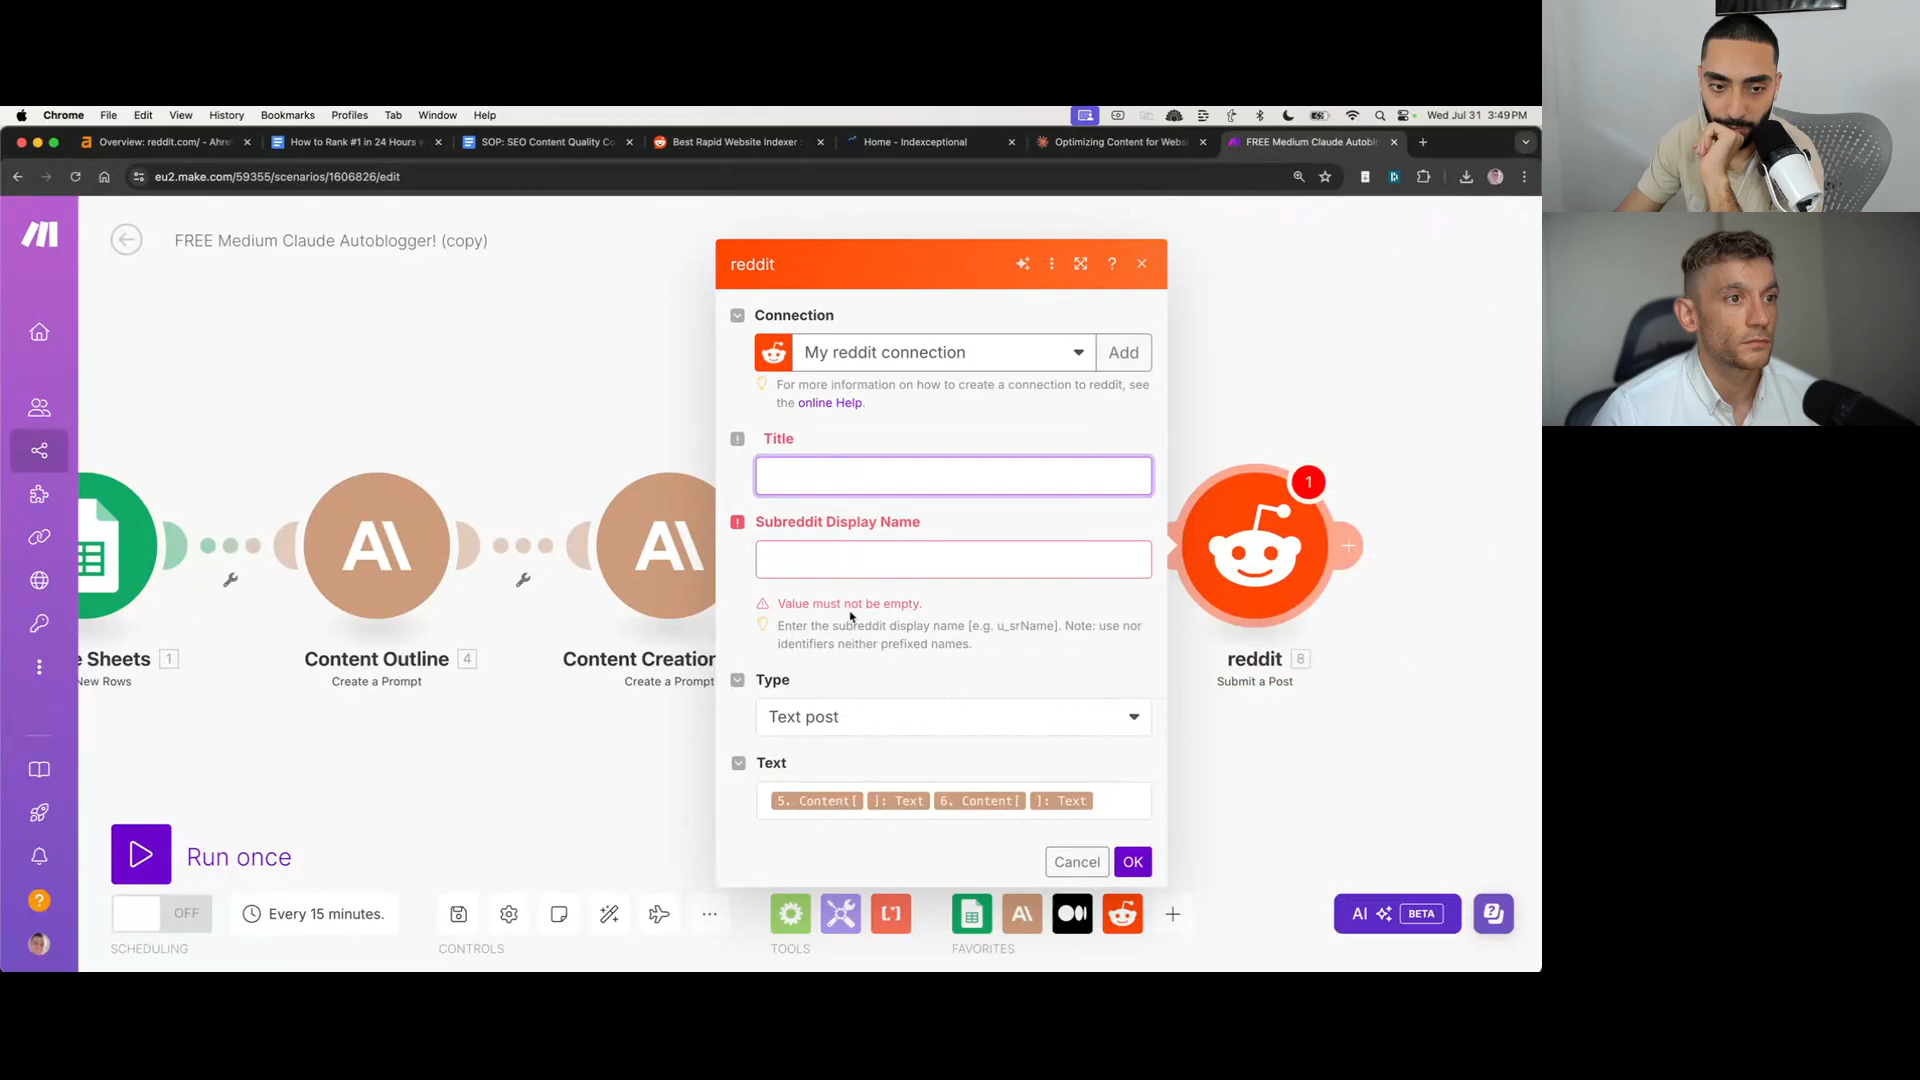 Chrome File Edit View History Bookmarks Profiles Tab Window Help Wed Jul 31 3:49 PM
Overview: reddit.com/ - Ahre
How to Rank #1 in 24 Hours
SOP: SEO Content Quality Co
Best Rapid Website Indexer
Home - Indexceptional
Optimizing Content for Webs
FREE Medium Claude Autoblo
eu2.make.com/59355/scenarios/1606826/edit
FREE Medium Claude Autoblogger! (copy)
reddit
?
Connection
My reddit connection
Add
For more information on how to create a connection to reddit, see
the online Help.
Title
Subreddit Display Name
Value must not be empty.
Enter the subreddit display name [e.g. u_srName]. Note: use nor
identifiers neither prefixed names.
Type
Text post
Text
5. Content[ ]: Text 6. Content[ ]: Text
Cancel OK
e Sheets 1
New Rows
Content Outline 4
Create a Prompt
Content Creation
Create a Prompt
1
reddit 8
Submit a Post
Run once
OFF
Every 15 minutes.
SCHEDULING
CONTROLS
TOOLS
FAVORITES
AI BETA